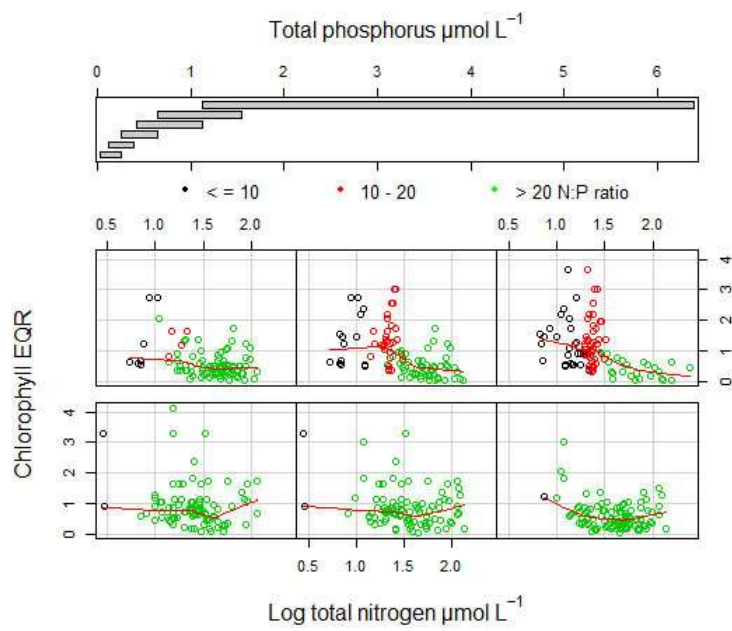 Total phosphorus µmol L⁻¹
0 1 2 3 4 5 6
< = 10 10 - 20 > 20 N:P ratio
0.5 1.0 1.5 2.0 0.5 1.0 1.5 2.0
4
3
2
1
0
Chlorophyll EQR
4
3
2
1
0
0.5 1.0 1.5 2.0
Log total nitrogen µmol L⁻¹